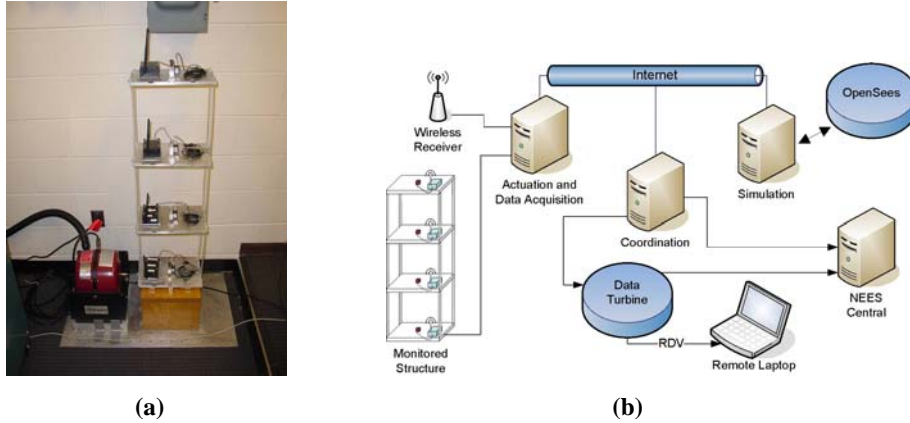 Internet
OpenSees
Wireless
Receiver
Actuation and
Data Acquisition
Simulation
Coordination
Data
Turbine
NEES
Central
Monitored
Structure
RDV
Remote Laptop
(a)
(b)